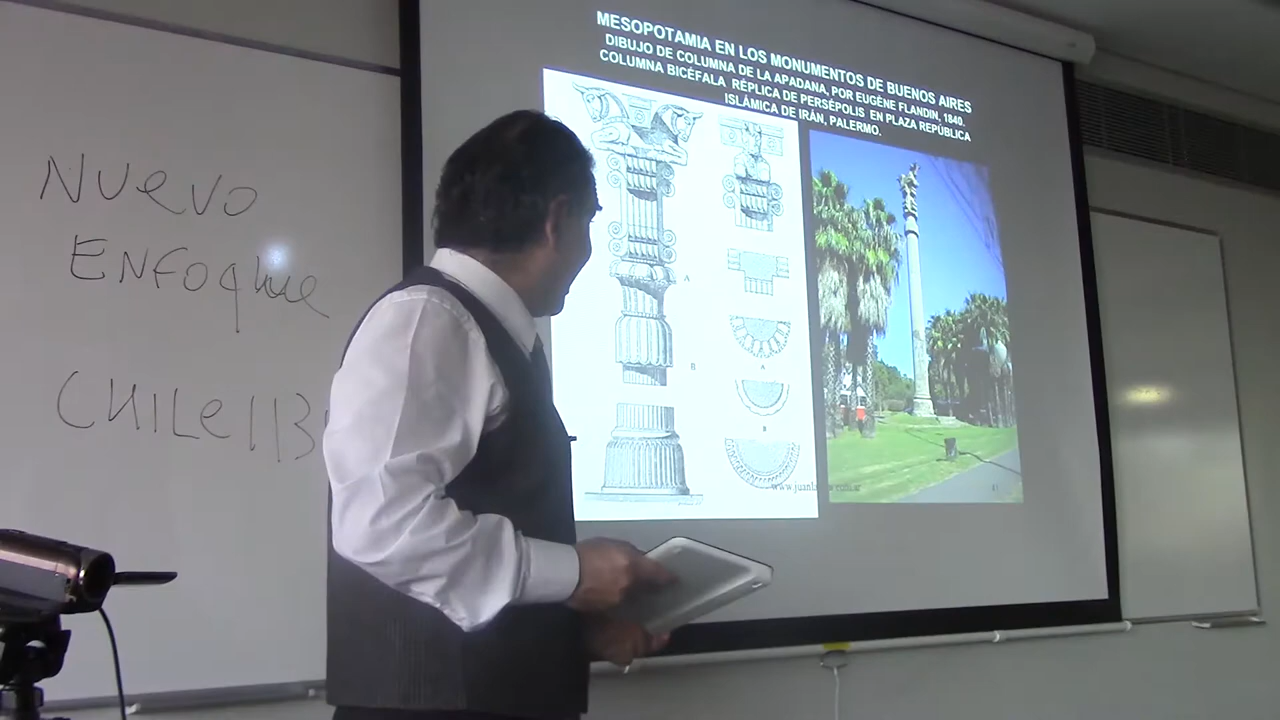 NUevO
ENFOque
CHILe 113
MESOPOTAMIA EN LOS MONUMENTOS DE BUENOS AIRES
DIBUJO DE COLUMNA DE LA APADANA, POR EUGÈNE FLANDIN, 1840.
COLUMNA BICÉFALA RÉPLICA DE PERSÉPOLIS EN PLAZA REPÚBLICA
ISLÁMICA DE IRÁN, PALERMO.
A
B
A
B